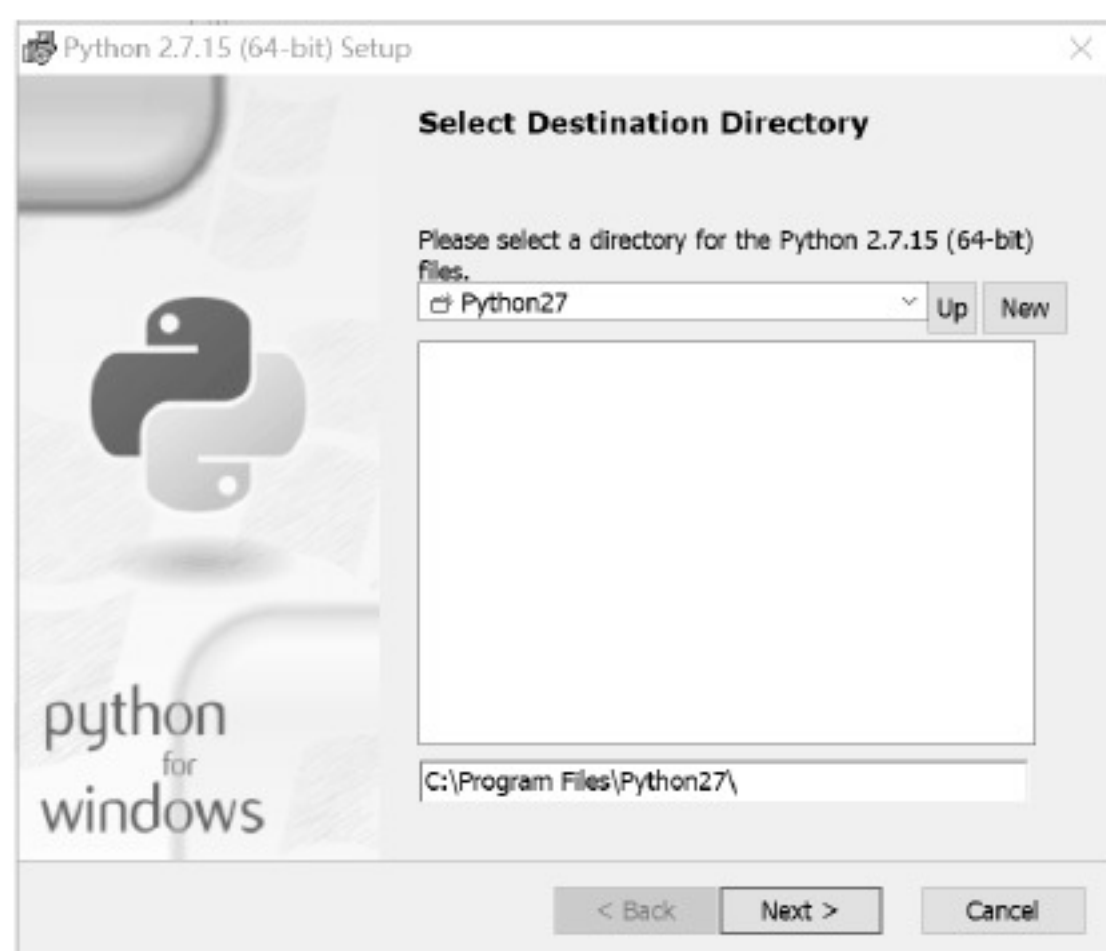 Python 2.7.15 (64-bit) Setup
Select Destination Directory
Please select a directory for the Python 2.7.15 (64-bit)
files.
Python27
Up
New
C:\Program Files\Python27\
python
for
windows
< Back
Next >
Cancel